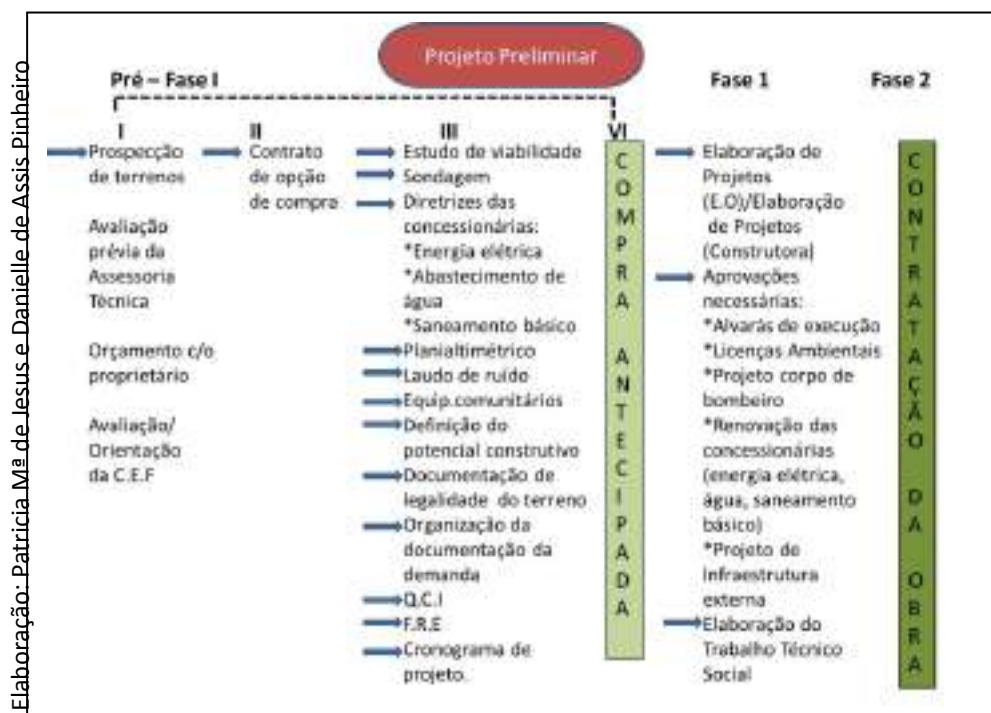 Elaboração: Patricia Mª de Jesus e Danielle de Assis Pinheiro
Projeto Preliminar
Pré – Fase I
Fase 1
Fase 2
I
Prospecção
de terrenos
Avaliação
prévia da
Assessoria
Técnica
Orçamento c/o
proprietário
Avaliação/
Orientação
da C.E.F
II
Contrato
de opção
de compra
III
Estudo de viabilidade
Sondagem
Diretrizes das
concessionárias:
*Energia elétrica
*Abastecimento de
água
*Saneamento básico
Planialtimétrico
Laudo de ruído
Equip.comunitários
Definição do
potencial construtivo
Documentação de
legalidade do terreno
Organização da
documentação da
demanda
Q.C.I
F.R.E
Cronograma de
projeto.
VI
COMPRA ANTECIPADA
Elaboração de
Projetos
(E.O)/Elaboração
de Projetos
(Construtora)
Aprovações
necessárias:
*Alvarás de execução
*Licenças Ambientais
*Projeto corpo de
bombeiro
*Renovação das
concessionárias
(energia elétrica,
água, saneamento
básico)
*Projeto de
Infraestrutura
externa
Elaboração do
Trabalho Técnico
Social
CONTRATAÇÃO DA OBRA